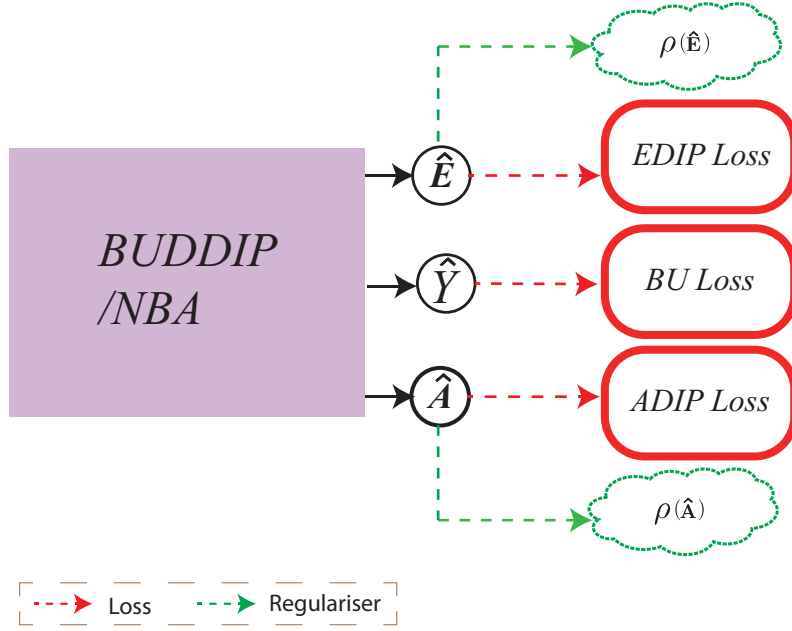 ρ(Ê)
Ê
EDIP Loss
BUDDIP
/NBA
Ŷ
BU Loss
Â
ADIP Loss
ρ(Â)
Loss
Regulariser